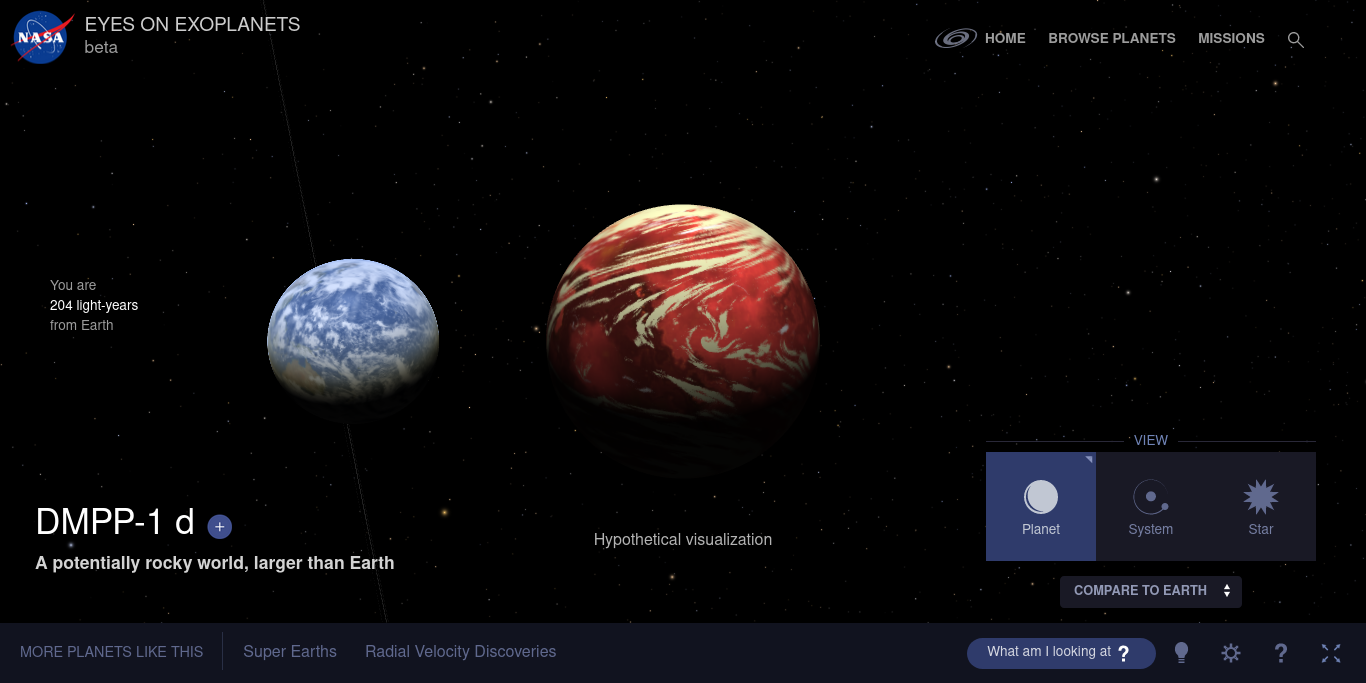 NASA
EYES ON EXOPLANETS
beta
HOME
BROWSE PLANETS
MISSIONS
You are
204 light-years
from Earth
DMPP-1 d +
A potentially rocky world, larger than Earth
Hypothetical visualization
VIEW
Planet
System
Star
COMPARE TO EARTH
MORE PLANETS LIKE THIS
Super Earths
Radial Velocity Discoveries
What am I looking at ?
?